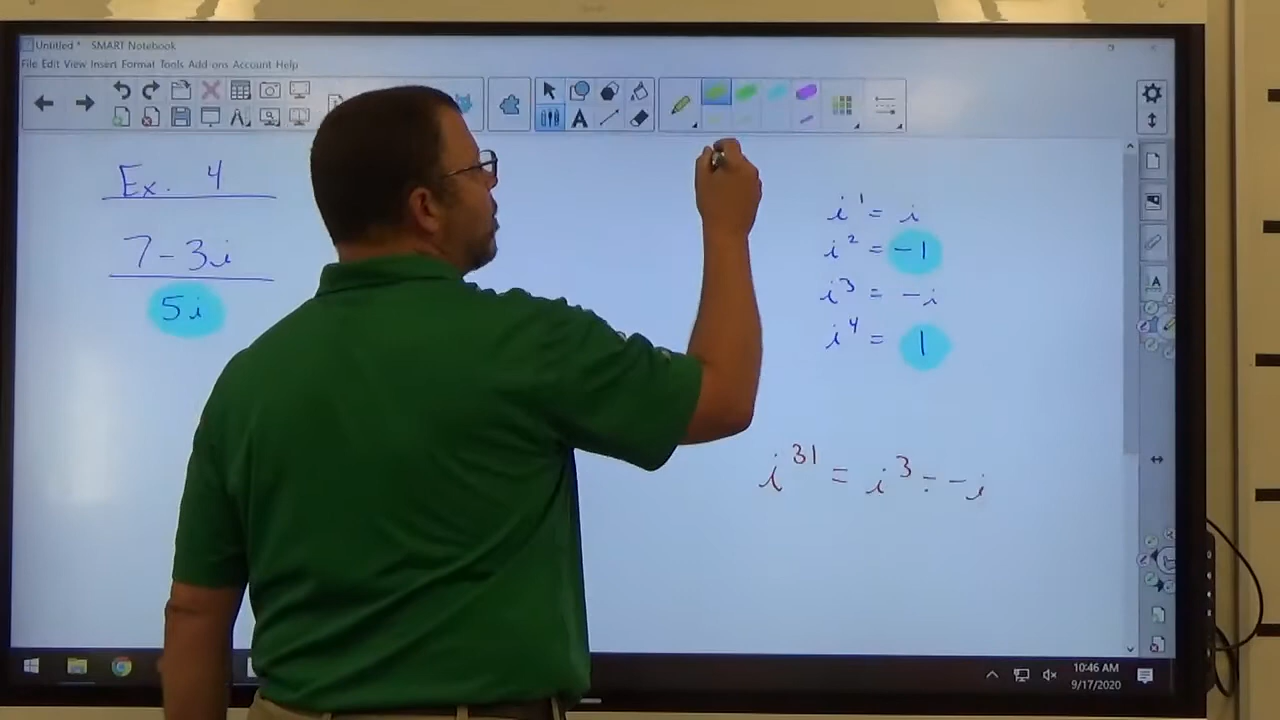 Untitled * SMART Notebook
File Edit View Insert Format Tools Add-ons Account Help
Ex. 4
7 - 3i
5i
i¹ = i
i² = -1
i³ = -i
i⁴ = 1
i³¹ = i³ = -i
10:46 AM
9/17/2020